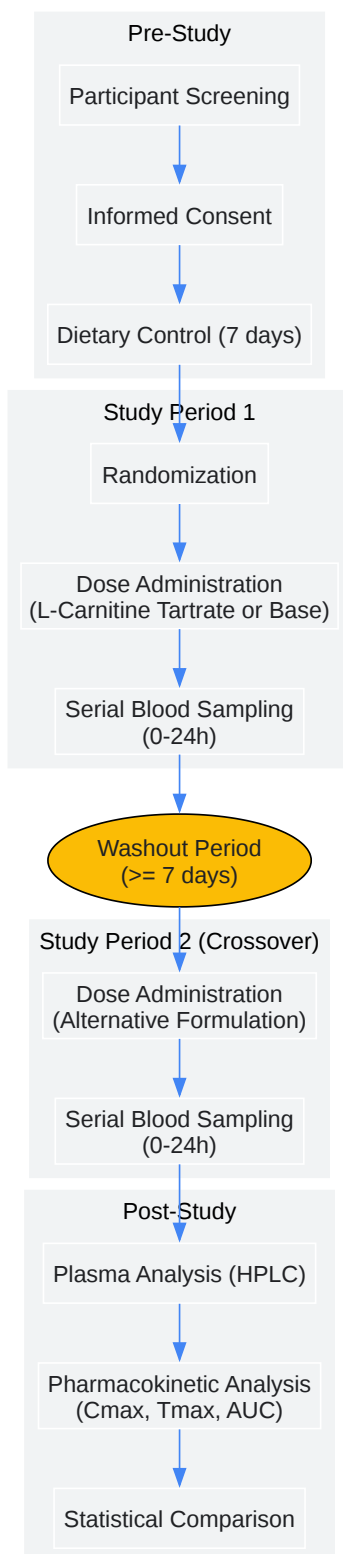 Pre-Study
Participant Screening
Informed Consent
Dietary Control (7 days)
Study Period 1
Randomization
Dose Administration
(L-Carnitine Tartrate or Base)
Serial Blood Sampling
(0-24h)
Washout Period
(>= 7 days)
Study Period 2 (Crossover)
Dose Administration
(Alternative Formulation)
Serial Blood Sampling
(0-24h)
Post-Study
Plasma Analysis (HPLC)
Pharmacokinetic Analysis
(Cmax, Tmax, AUC)
Statistical Comparison